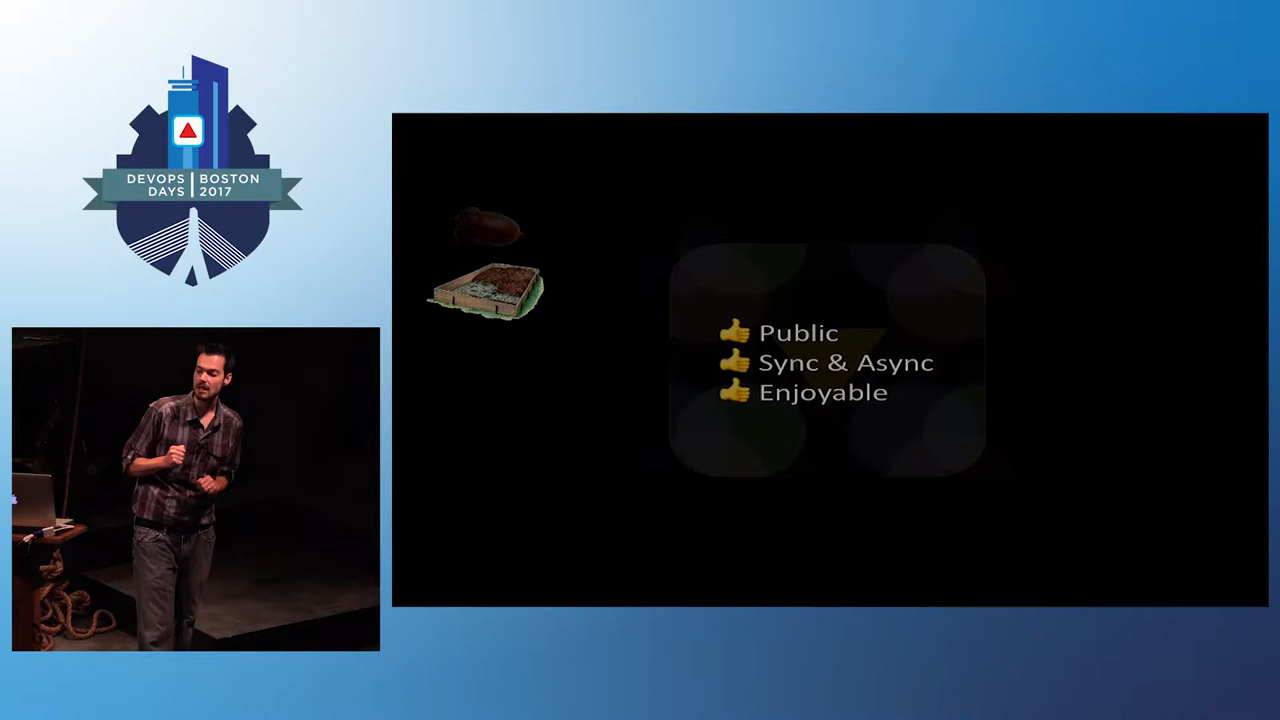 DEVOPS BOSTON
DAYS 2017
👍 Public
👍 Sync & Async
👍 Enjoyable